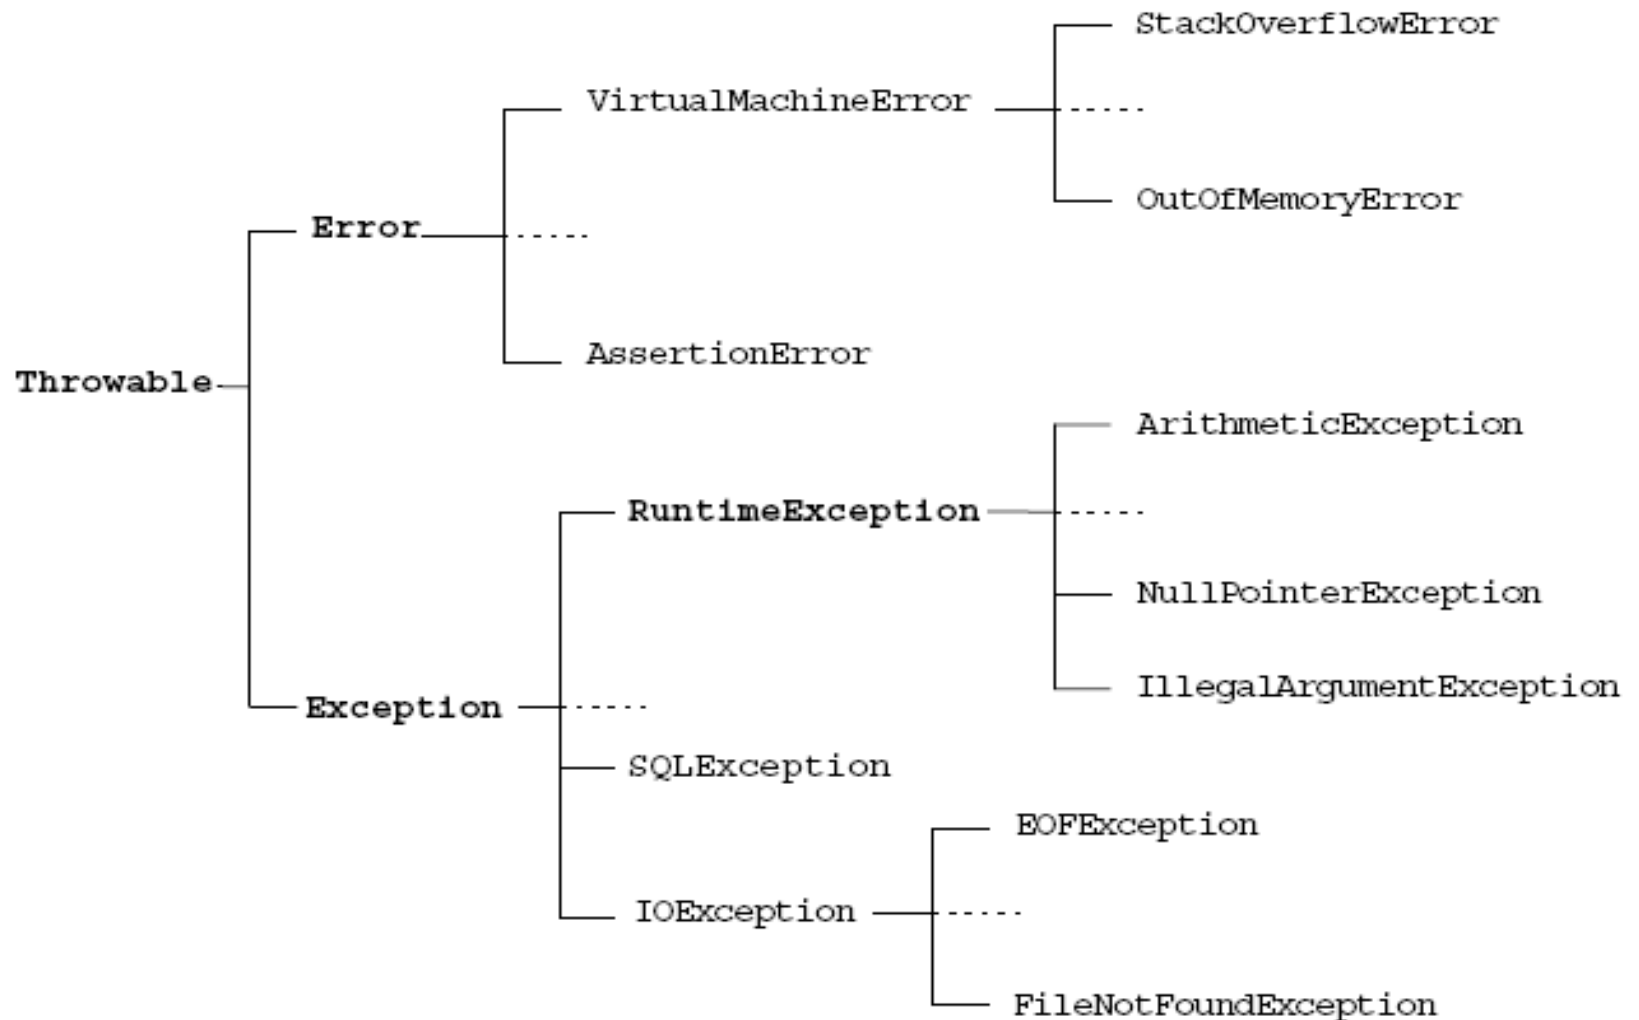 StackOverflowError
VirtualMachineError
OutOfMemoryError
Error
AssertionError
Throwable
ArithmeticException
RuntimeException
NullPointerException
IllegalArgumentException
Exception
SQLException
EOFException
IOException
FileNotFoundException